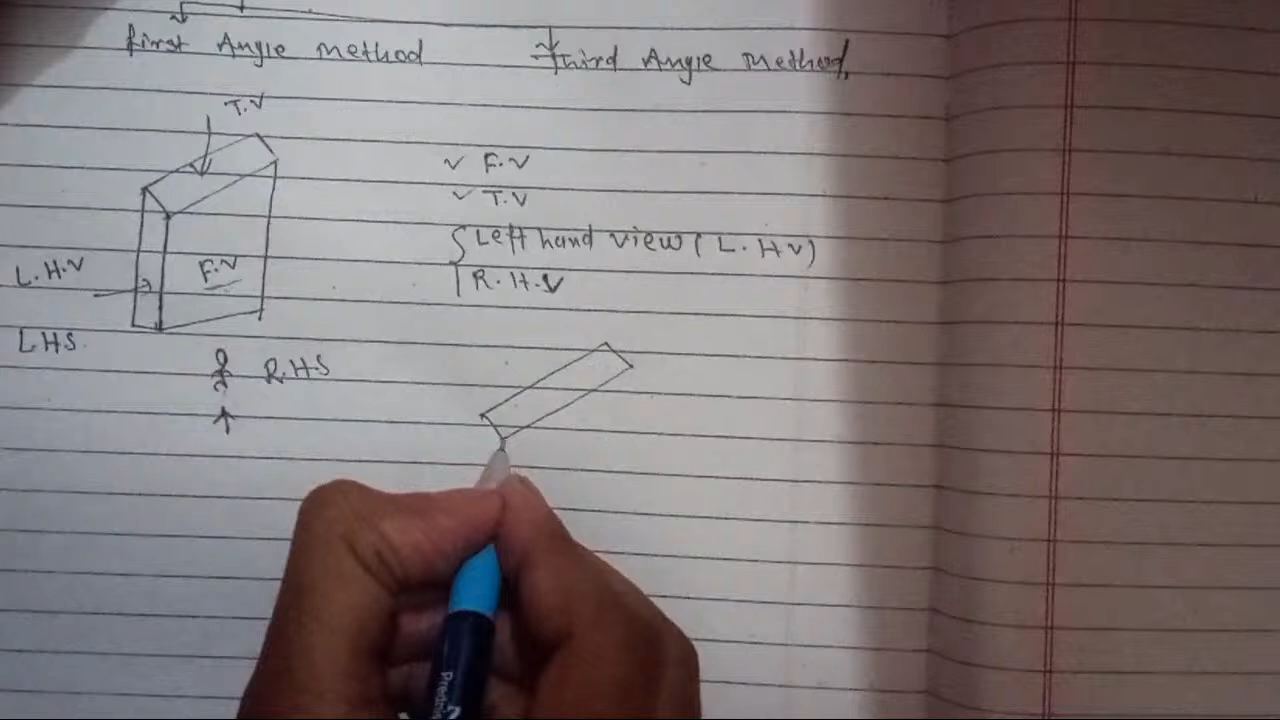 First Angle Method
Third Angle Method,
T.V
F.V
T.V
Left hand view ( L.H.V )
R.H.V
L.H.V
F.V
LHS.
R.H.S